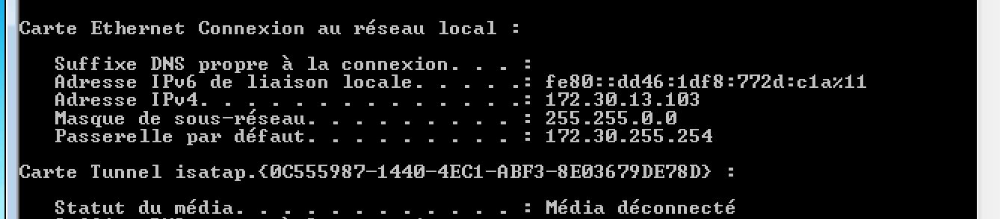 Carte Ethernet Connexion au réseau local :
Suffixe DNS propre à la connexion. . . :
Adresse IPv6 de liaison locale. . . . .: fe80::dd46:1df8:772d:c1a%11
Adresse IPv4. . . . . . . . . . . . . .: 172.30.13.103
Masque de sous-réseau. . . . . . . . . : 255.255.0.0
Passerelle par défaut. . . . . . . . . : 172.30.255.254
Carte Tunnel isatap.{0C555987-1440-4EC1-ABF3-8E03679DE78D} :
Statut du média. . . . . . . . . . . . : Média déconnecté